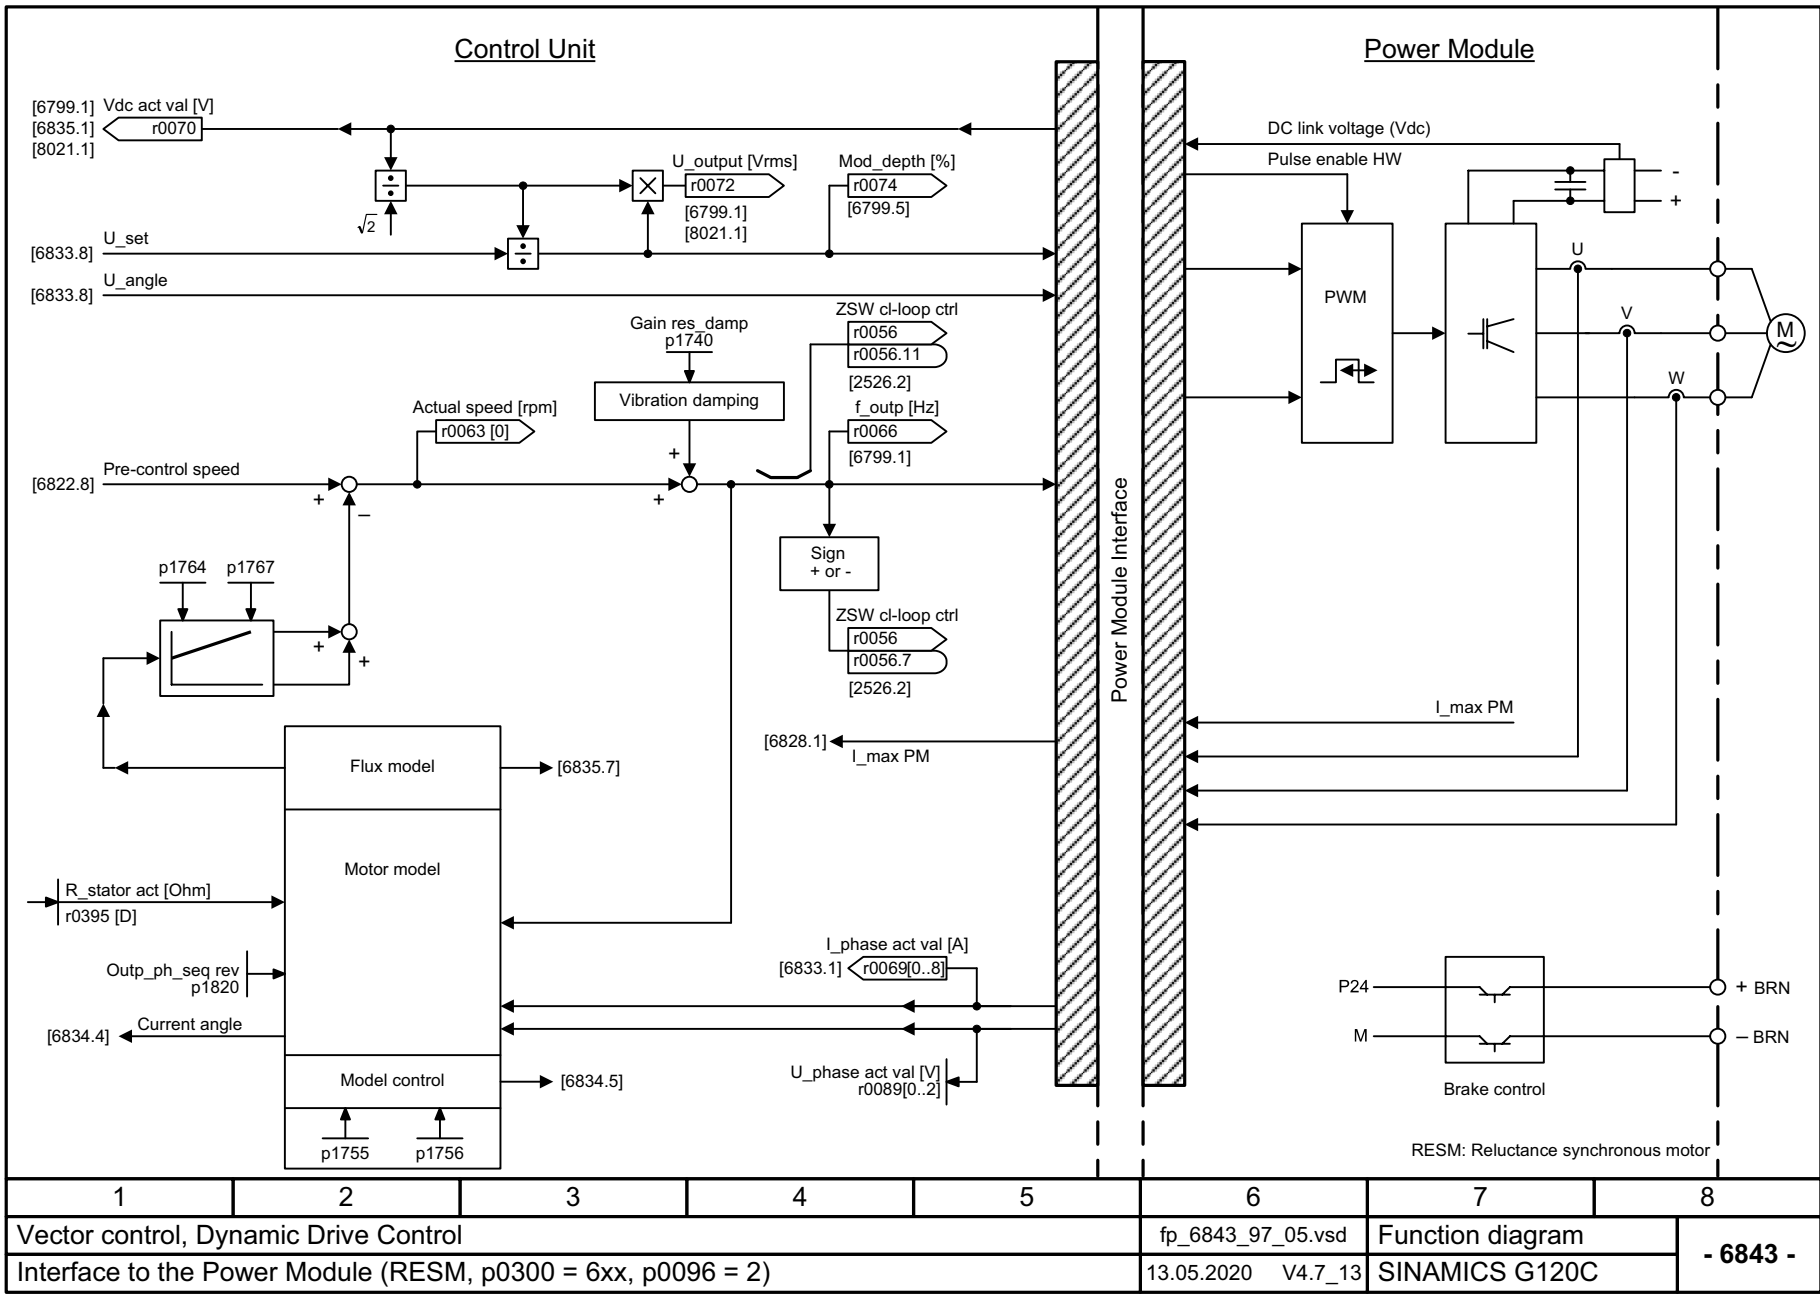 Control Unit
Power Module
[6799.1] Vdc act val [V]
[6835.1] r0070
[8021.1]
DC link voltage (Vdc)
Pulse enable HW
-
+
÷
√2
×
U_output [Vrms]
r0072
[6799.1]
[8021.1]
Mod_depth [%]
r0074
[6799.5]
U_set
[6833.8]
÷
U_angle
[6833.8]
PWM
U
V
W
M
~
ZSW cl-loop ctrl
r0056
r0056.11
[2526.2]
Gain res_damp
p1740
Vibration damping
Actual speed [rpm]
r0063 [0]
f_outp [Hz]
r0066
[6799.1]
+
Pre-control speed
[6822.8]
+
–
+
Sign
+ or -
p1764 p1767
+
+
ZSW cl-loop ctrl
r0056
r0056.7
[2526.2]
Power Module Interface
I_max PM
[6828.1]
I_max PM
Flux model
[6835.7]
Motor model
R_stator act [Ohm]
r0395 [D]
Outp_ph_seq rev
p1820
[6834.4] Current angle
I_phase act val [A]
[6833.1] r0069[0..8]
U_phase act val [V]
r0089[0..2]
Model control
[6834.5]
p1755 p1756
P24
+ BRN
M
– BRN
Brake control
RESM: Reluctance synchronous motor
1 2 3 4 5 6 7 8
Vector control, Dynamic Drive Control
fp_6843_97_05.vsd
Function diagram
- 6843 -
Interface to the Power Module (RESM, p0300 = 6xx, p0096 = 2)
13.05.2020 V4.7_13
SINAMICS G120C